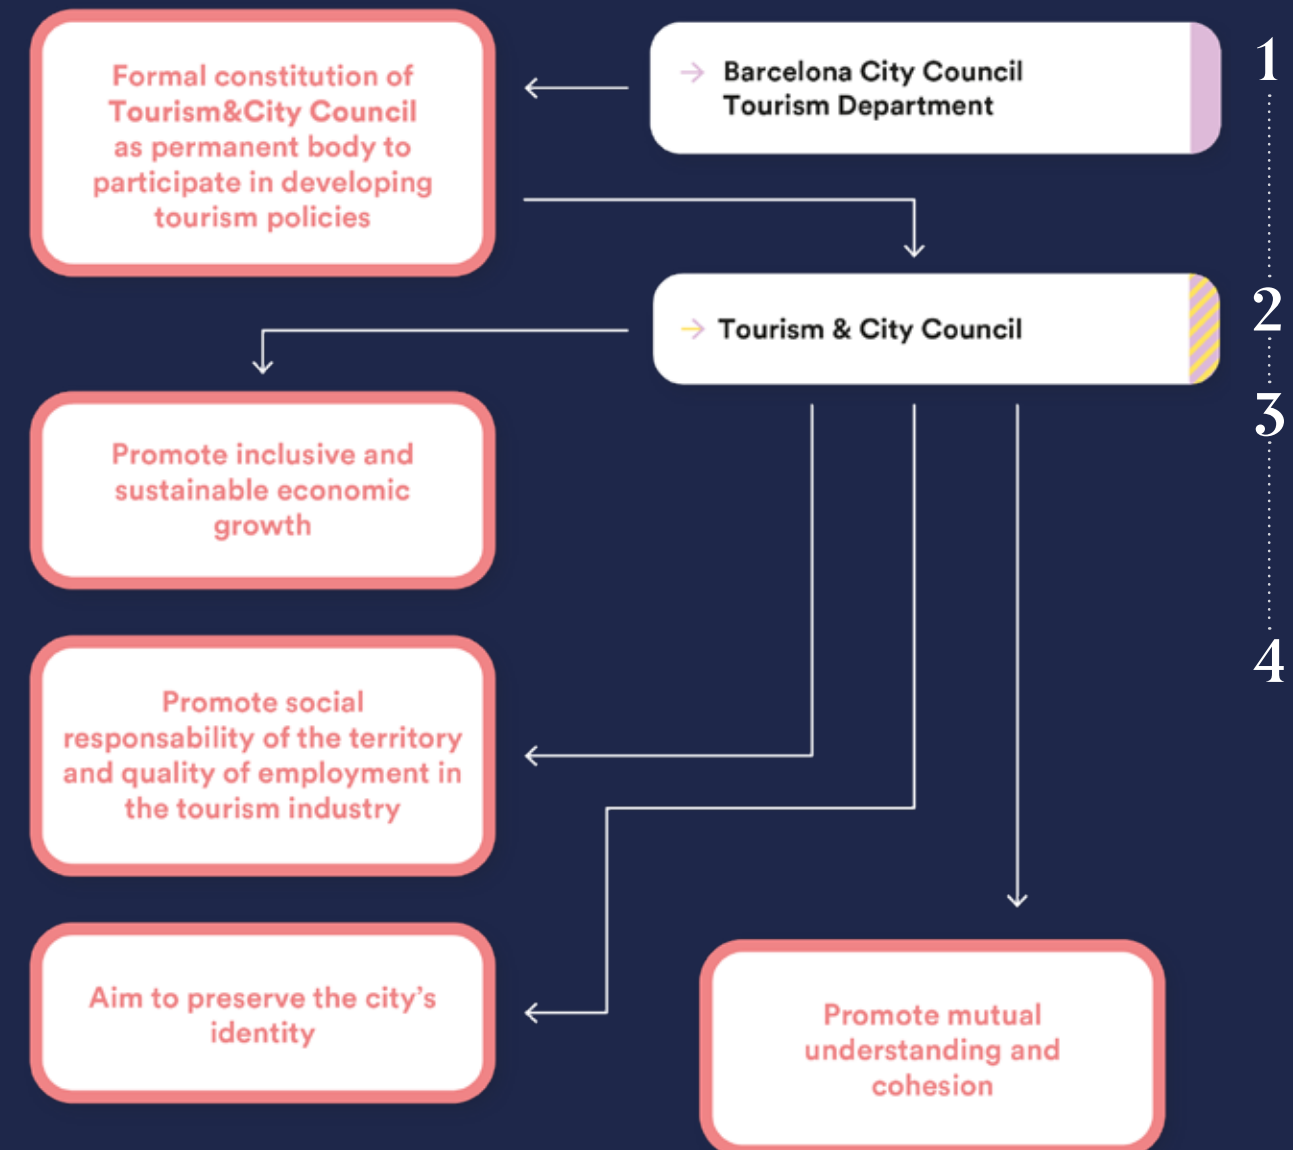 Formal constitution of
Tourism&City Council
as permanent body to
participate in developing
tourism policies
Barcelona City Council
Tourism Department
1
Tourism & City Council
2
3
Promote inclusive and
sustainable economic
growth
4
Promote social
responsability of the territory
and quality of employment in
the tourism industry
Aim to preserve the city's
identity
Promote mutual
understanding and
cohesion